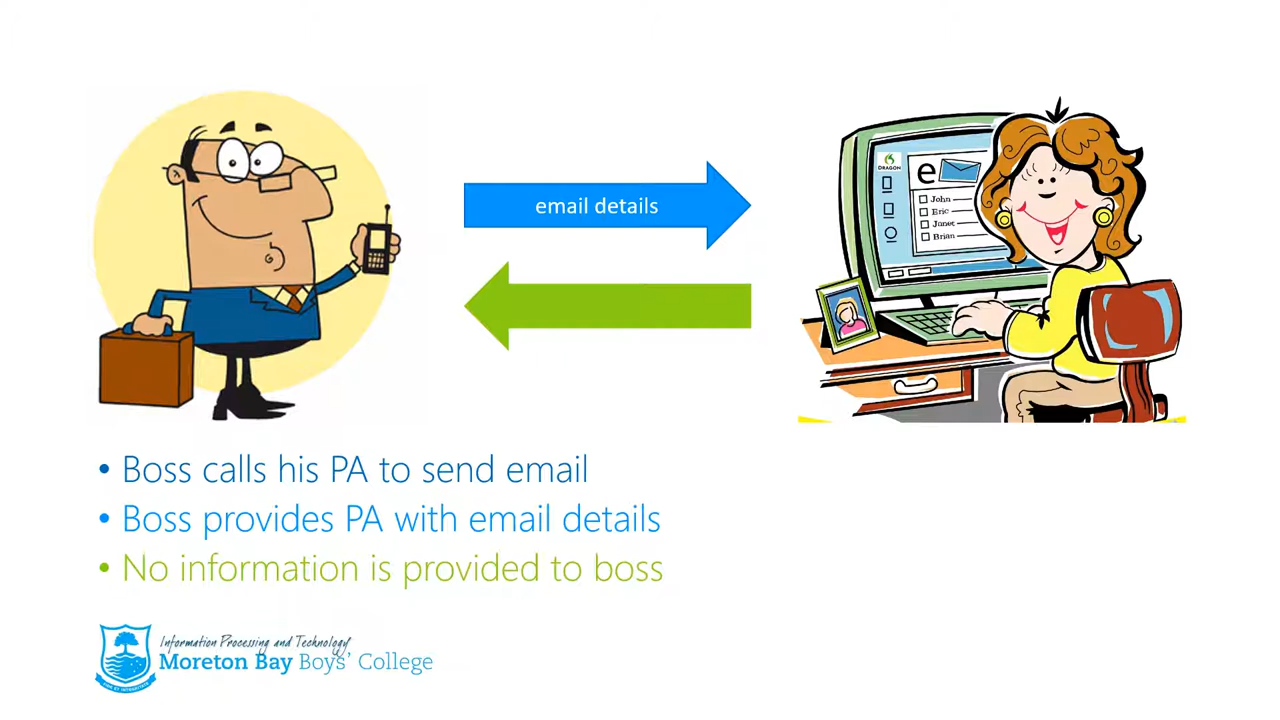 email details
DRAGON
e
John
Eric
Janet
Brian
• Boss calls his PA to send email
• Boss provides PA with email details
• No information is provided to boss
Information Processing and Technology
Moreton Bay Boys' College